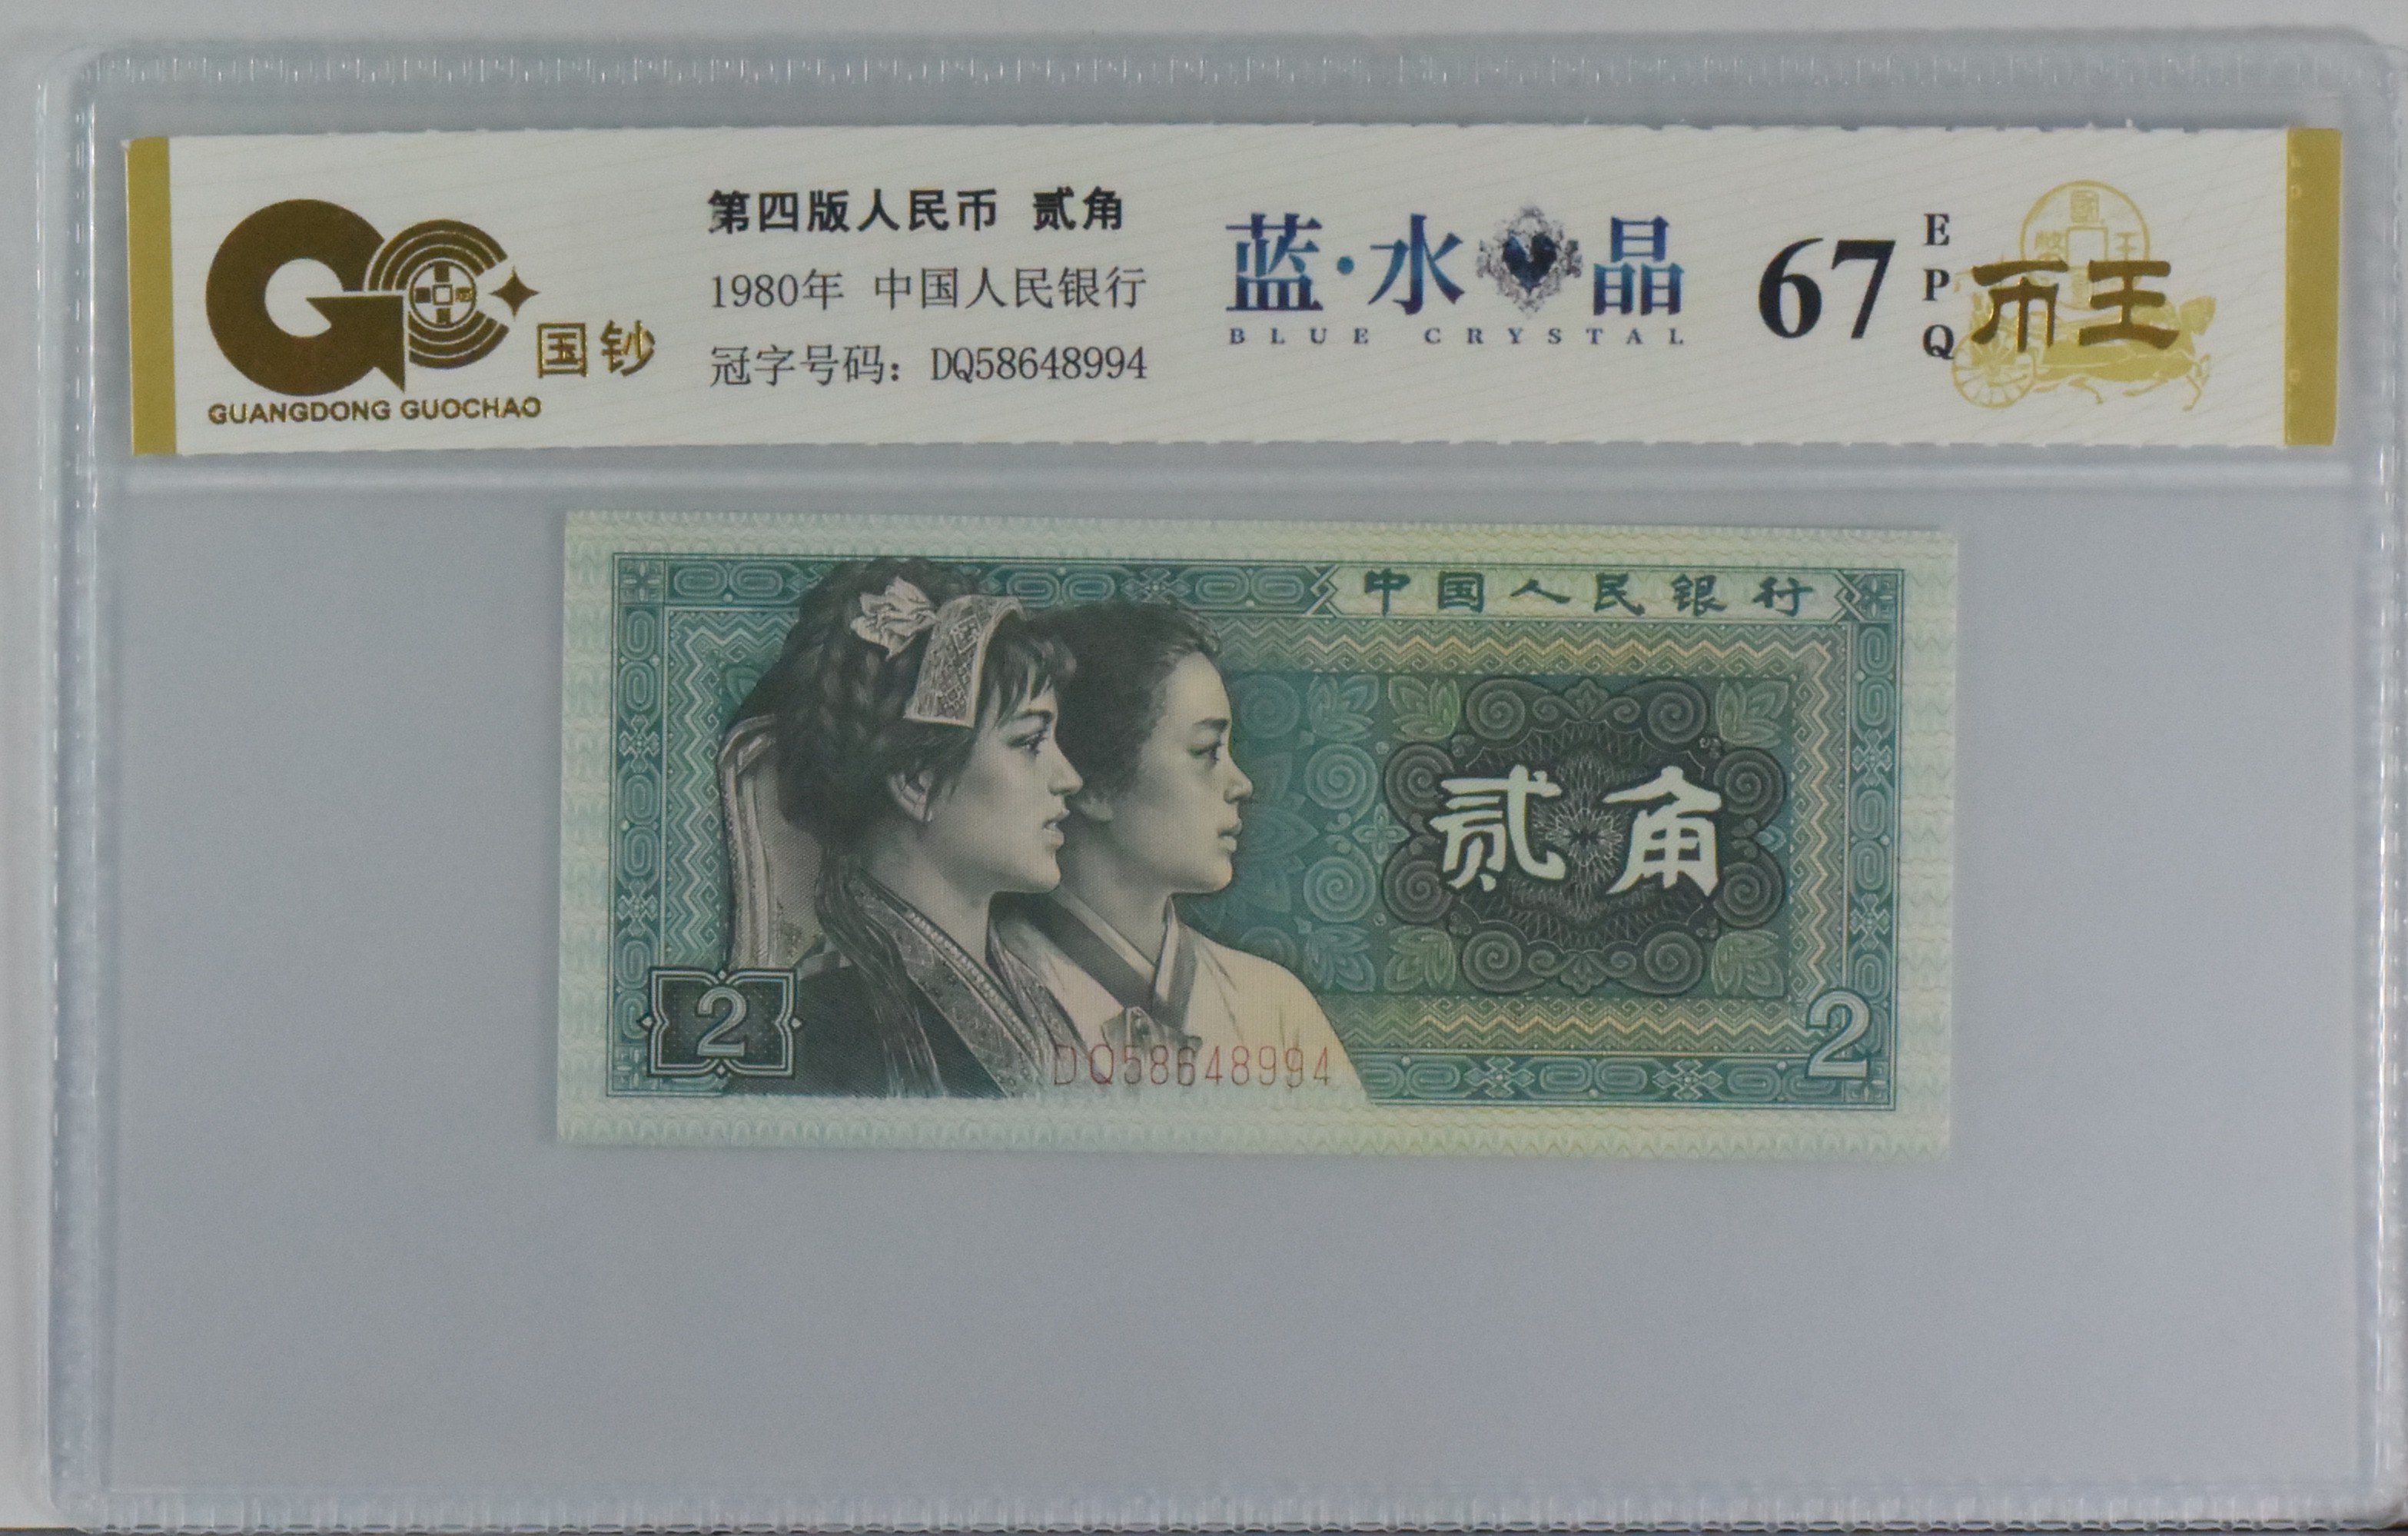 国钞
GUANGDONG GUOCHAO
第四版人民币 贰角
1980年 中国人民银行
冠字号码：DQ58648994
蓝·水晶
BLUE CRYSTAL
67
EPQ
币王
中国人民银行
贰角
2
DQ58648994
2